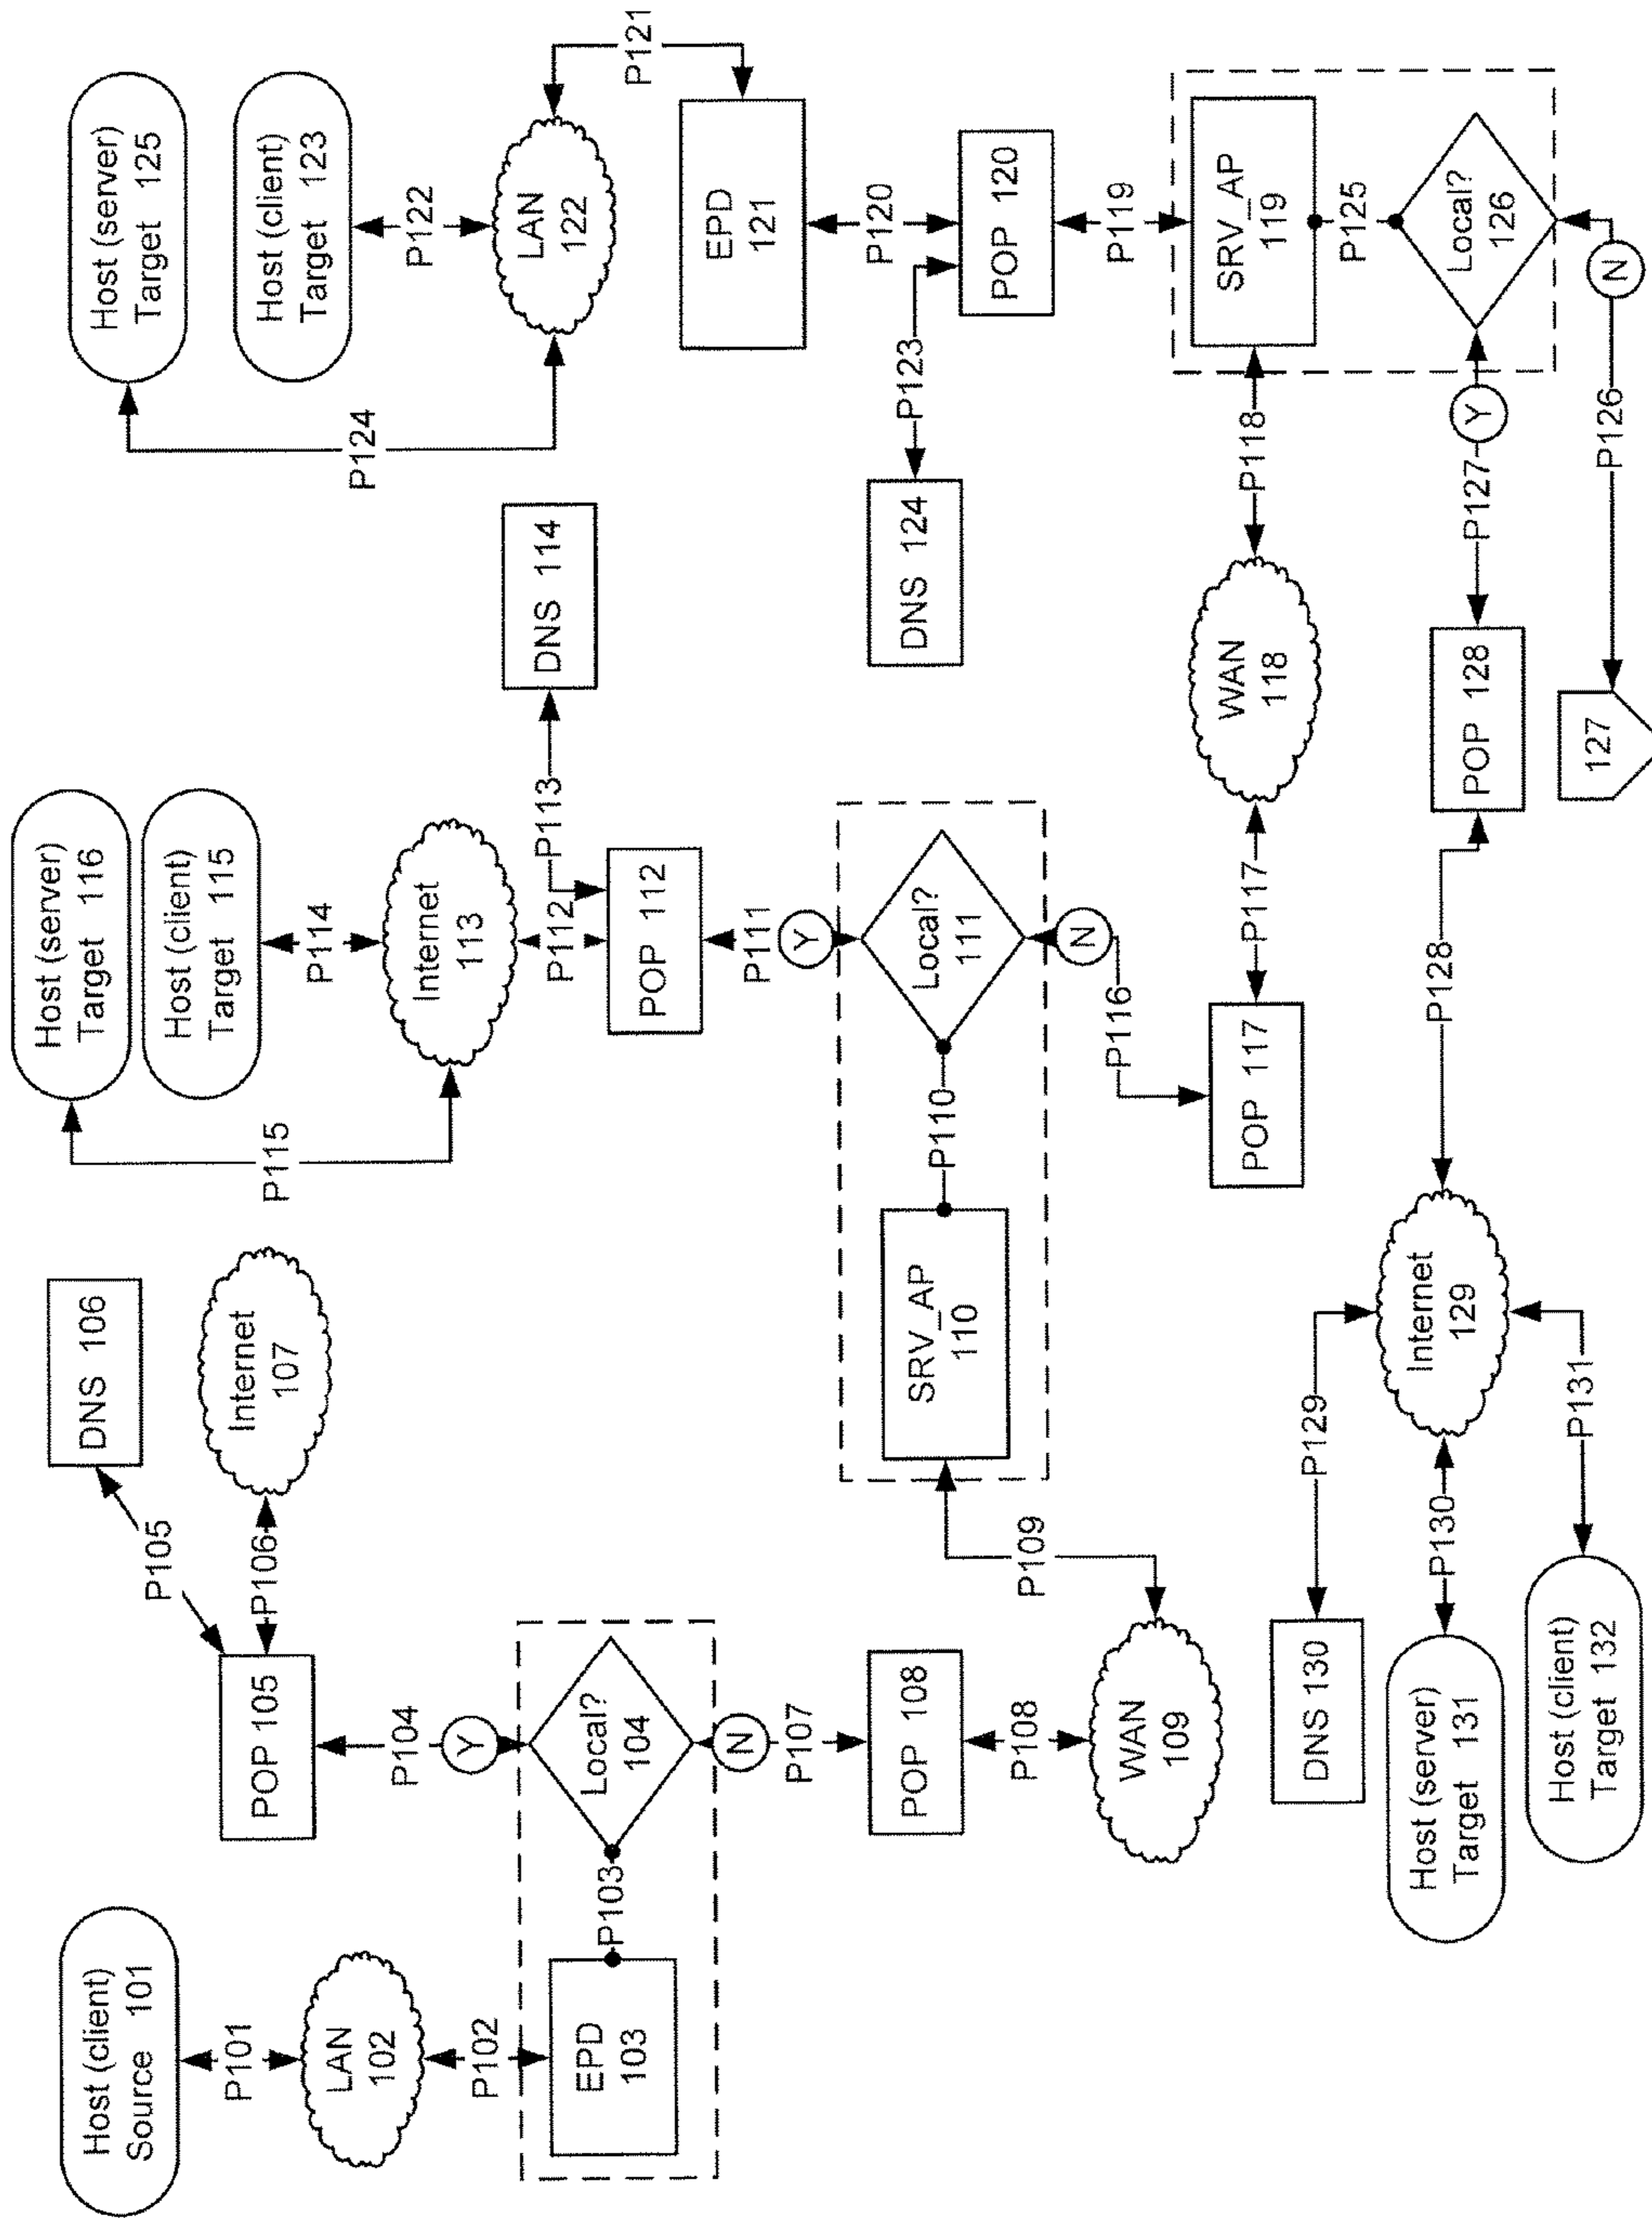 Host (client)
Source 101
P101
LAN
102
P102
EPD
103
P103
Local?
104
Y
P104
POP 105
P105
DNS 106
P106
Internet
107
N
P107
POP 108
P108
WAN
109
P109
SRV_AP
110
P110
Local?
111
Y
P111
POP 112
P112
Internet
113
P113
DNS 114
P114
Host (client)
Target 115
P115
Host (server)
Target 116
N
P116
POP 117
P117
WAN
118
P118
SRV_AP
119
P119
POP 120
P120
EPD
121
P121
LAN
122
P122
Host (client)
Target 123
P123
DNS 124
P124
Host (server)
Target 125
P125
Local?
126
N
P126
127
Y
P127
POP 128
P128
Internet
129
P129
DNS 130
P130
Host (server)
Target 131
P131
Host (client)
Target 132